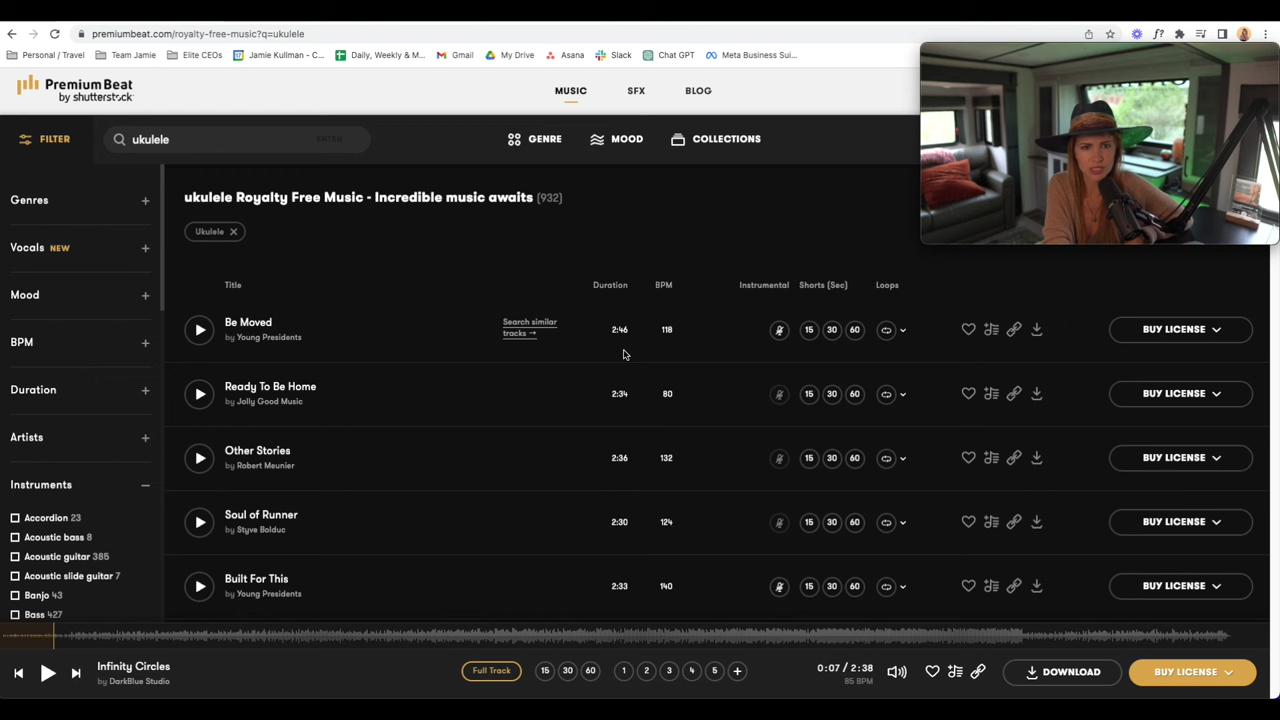 premiumbeat.com/royalty-free-music?q=ukulele
Personal / Travel Team Jamie Elite CEOs Jamie Kullman - C... Daily, Weekly & M... Gmail My Drive Asana Slack Chat GPT Meta Business Sui...
PremiumBeat
by shutterstock
MUSIC SFX BLOG
FILTER ukulele ENTER GENRE MOOD COLLECTIONS
Genres +
Vocals NEW +
Mood +
BPM +
Duration +
Artists +
Instruments −
Accordion 23
Acoustic bass 8
Acoustic guitar 385
Acoustic slide guitar 7
Banjo 43
Bass 427
ukulele Royalty Free Music - Incredible music awaits (932)
Ukulele ×
Title Duration BPM Instrumental Shorts (Sec) Loops
Be Moved
by Young Presidents
Search similar
tracks →
2:46 118 15 30 60 BUY LICENSE
Ready To Be Home
by Jolly Good Music
2:34 80 15 30 60 BUY LICENSE
Other Stories
by Robert Meunier
2:36 132 15 30 60 BUY LICENSE
Soul of Runner
by Styve Bolduc
2:30 124 15 30 60 BUY LICENSE
Built For This
by Young Presidents
2:33 140 15 30 60 BUY LICENSE
Infinity Circles
by DarkBlue Studio
Full Track 15 30 60 1 2 3 4 5 +
0:07 / 2:38
85 BPM
DOWNLOAD BUY LICENSE